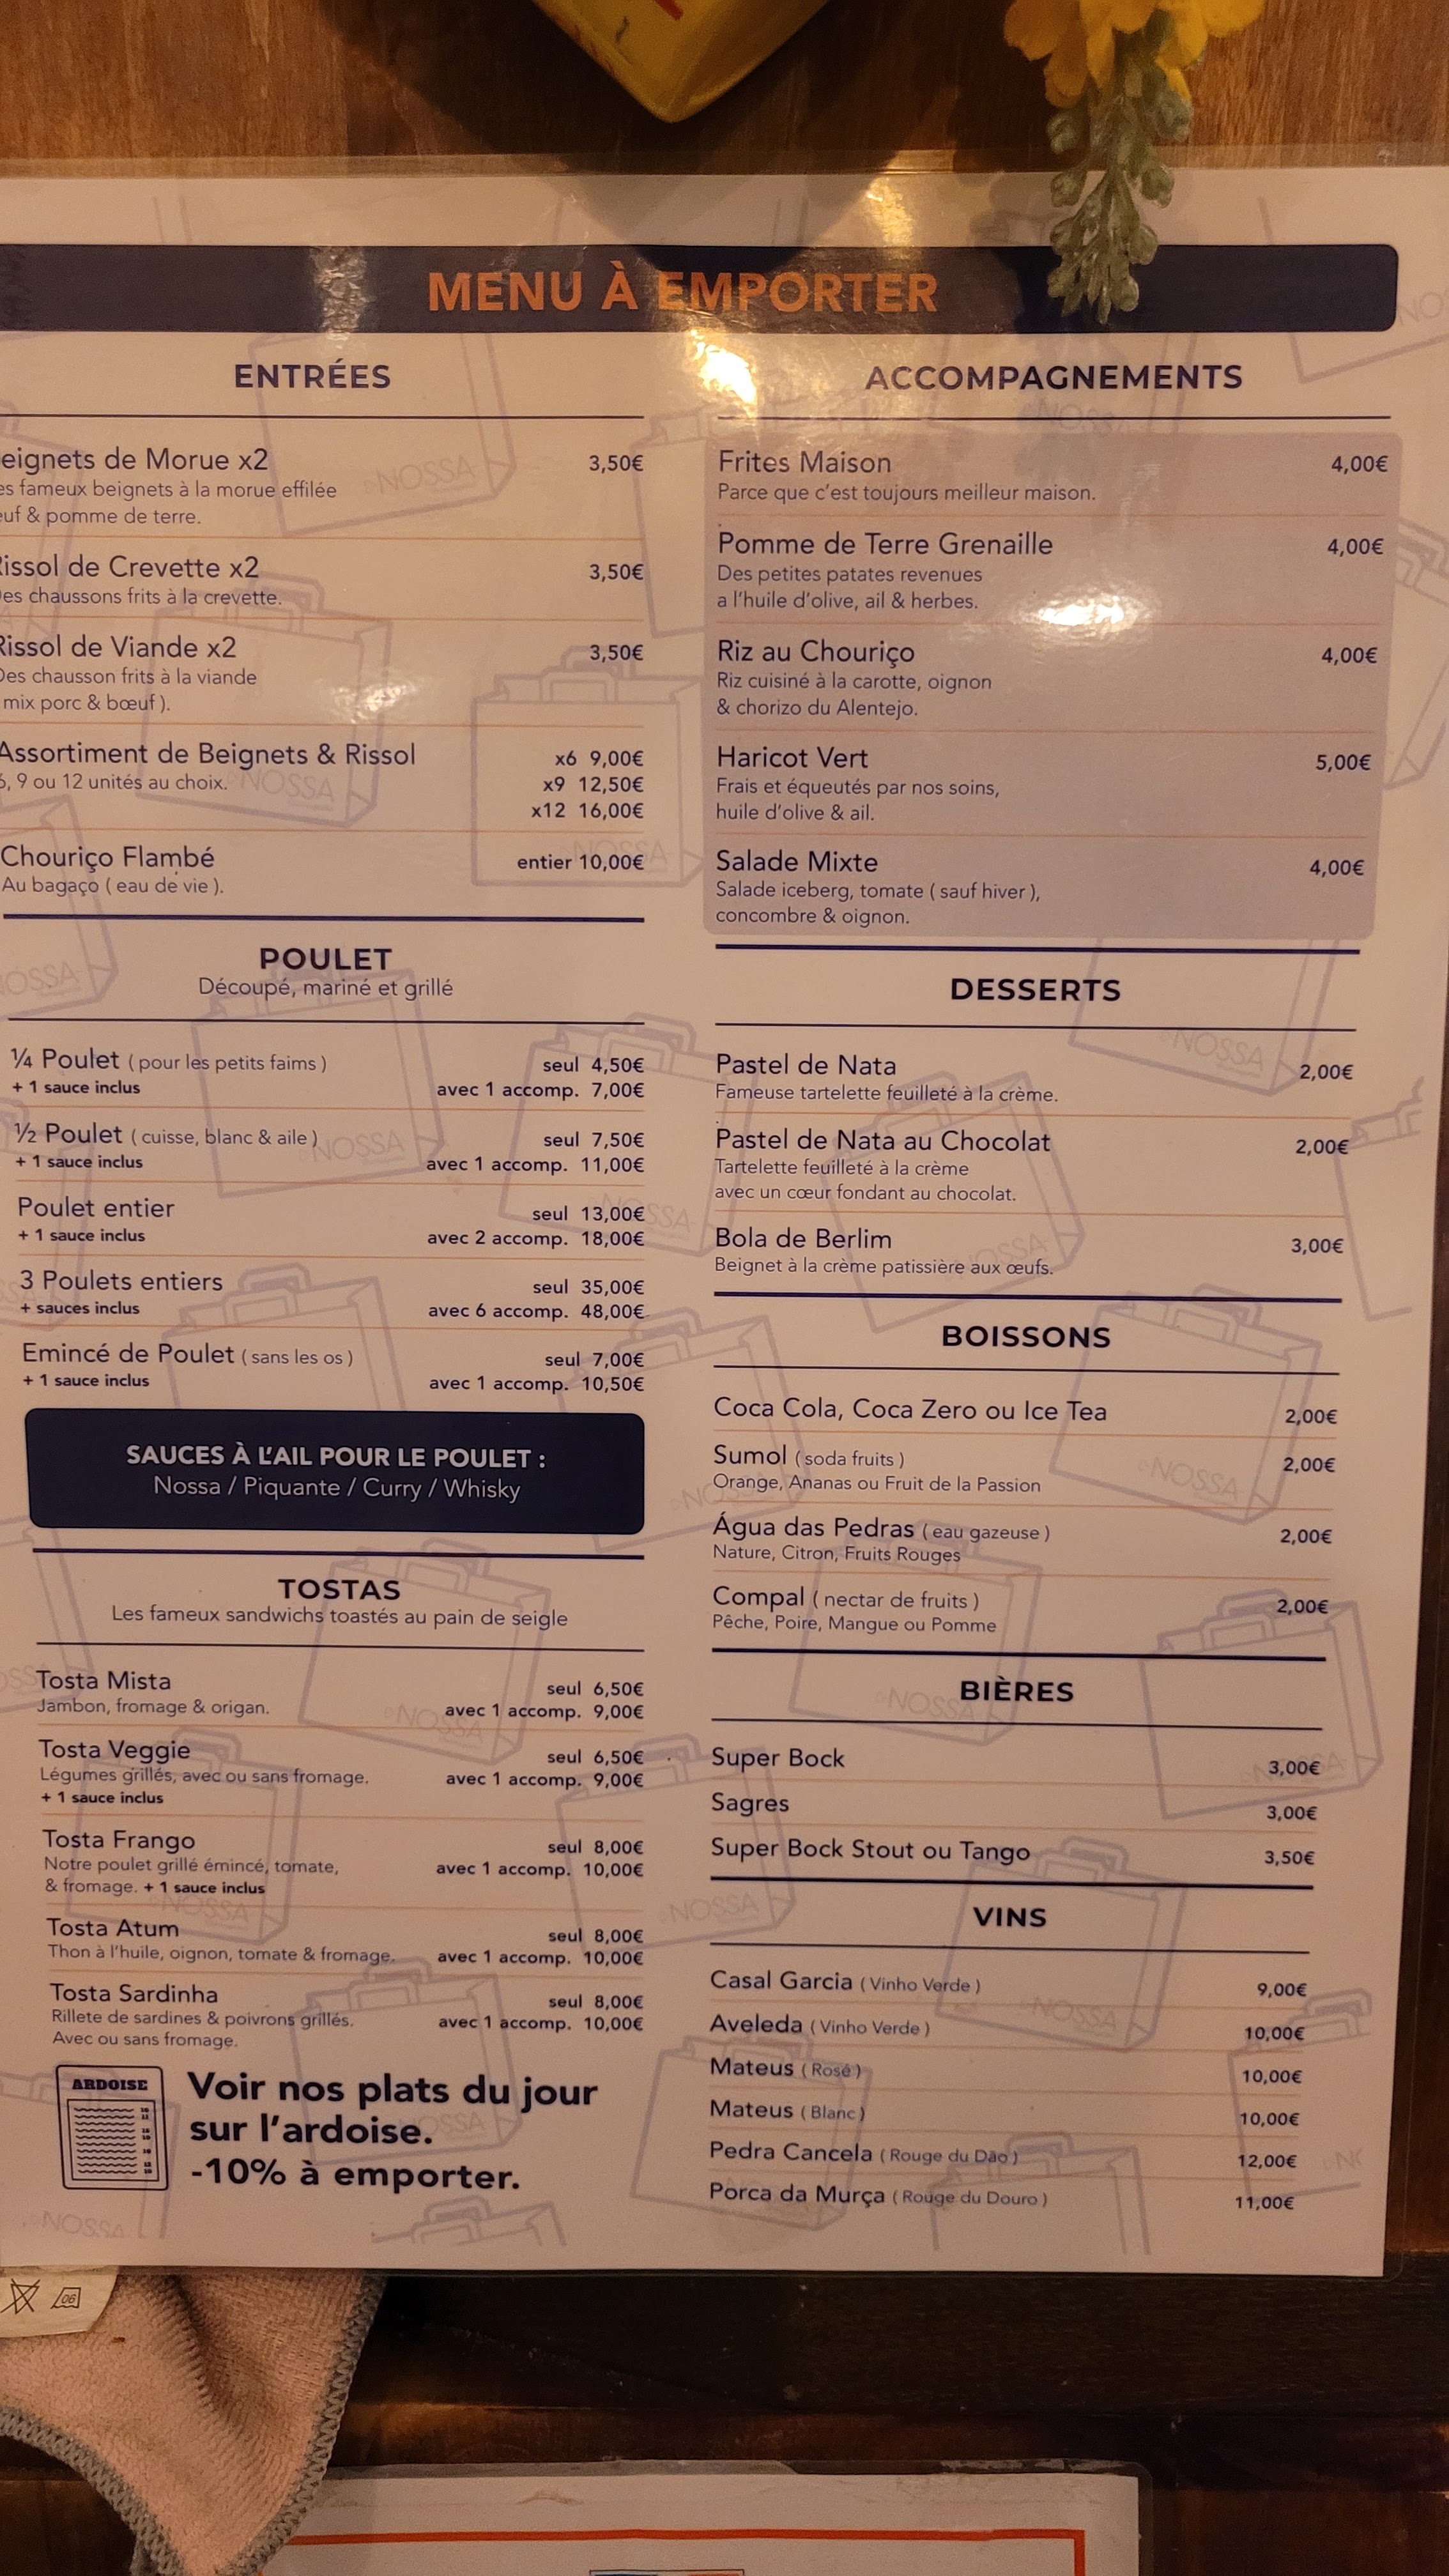 MENU À EMPORTER
ENTRÉES
eignets de Morue x2 3,50€
es fameux beignets à la morue effilée
euf & pomme de terre.
Rissol de Crevette x2 3,50€
Des chaussons frits à la crevette.
Rissol de Viande x2 3,50€
Des chausson frits à la viande
mix porc & bœuf ).
Assortiment de Beignets & Rissol x6 9,00€
6, 9 ou 12 unités au choix. x9 12,50€
x12 16,00€
Chouriço Flambé entier 10,00€
Au bagaço ( eau de vie ).
POULET
Découpé, mariné et grillé
¼ Poulet ( pour les petits faims ) seul 4,50€
+ 1 sauce inclus avec 1 accomp. 7,00€
½ Poulet ( cuisse, blanc & aile ) seul 7,50€
+ 1 sauce inclus avec 1 accomp. 11,00€
Poulet entier seul 13,00€
+ 1 sauce inclus avec 2 accomp. 18,00€
3 Poulets entiers seul 35,00€
+ sauces inclus avec 6 accomp. 48,00€
Emincé de Poulet ( sans les os ) seul 7,00€
+ 1 sauce inclus avec 1 accomp. 10,50€
SAUCES À L'AIL POUR LE POULET :
Nossa / Piquante / Curry / Whisky
TOSTAS
Les fameux sandwichs toastés au pain de seigle
Tosta Mista seul 6,50€
Jambon, fromage & origan. avec 1 accomp. 9,00€
Tosta Veggie seul 6,50€
Légumes grillés, avec ou sans fromage. avec 1 accomp. 9,00€
+ 1 sauce inclus
Tosta Frango seul 8,00€
Notre poulet grillé émincé, tomate, avec 1 accomp. 10,00€
& fromage. + 1 sauce inclus
Tosta Atum seul 8,00€
Thon à l'huile, oignon, tomate & fromage. avec 1 accomp. 10,00€
Tosta Sardinha seul 8,00€
Rillete de sardines & poivrons grillés. avec 1 accomp. 10,00€
Avec ou sans fromage.
ARDOISE
Voir nos plats du jour
sur l'ardoise.
-10% à emporter.
ACCOMPAGNEMENTS
Frites Maison 4,00€
Parce que c'est toujours meilleur maison.
Pomme de Terre Grenaille 4,00€
Des petites patates revenues
a l'huile d'olive, ail & herbes.
Riz au Chouriço 4,00€
Riz cuisiné à la carotte, oignon
& chorizo du Alentejo.
Haricot Vert 5,00€
Frais et équeutés par nos soins,
huile d'olive & ail.
Salade Mixte 4,00€
Salade iceberg, tomate ( sauf hiver ),
concombre & oignon.
DESSERTS
Pastel de Nata 2,00€
Fameuse tartelette feuilleté à la crème.
Pastel de Nata au Chocolat 2,00€
Tartelette feuilleté à la crème
avec un cœur fondant au chocolat.
Bola de Berlim 3,00€
Beignet à la crème patissière aux œufs.
BOISSONS
Coca Cola, Coca Zero ou Ice Tea 2,00€
Sumol ( soda fruits ) 2,00€
Orange, Ananas ou Fruit de la Passion
Água das Pedras ( eau gazeuse ) 2,00€
Nature, Citron, Fruits Rouges
Compal ( nectar de fruits ) 2,00€
Pêche, Poire, Mangue ou Pomme
BIÈRES
Super Bock 3,00€
Sagres 3,00€
Super Bock Stout ou Tango 3,50€
VINS
Casal Garcia ( Vinho Verde ) 9,00€
Aveleda ( Vinho Verde ) 10,00€
Mateus ( Rosé ) 10,00€
Mateus ( Blanc ) 10,00€
Pedra Cancela ( Rouge du Dão ) 12,00€
Porca da Murça ( Rouge du Douro ) 11,00€